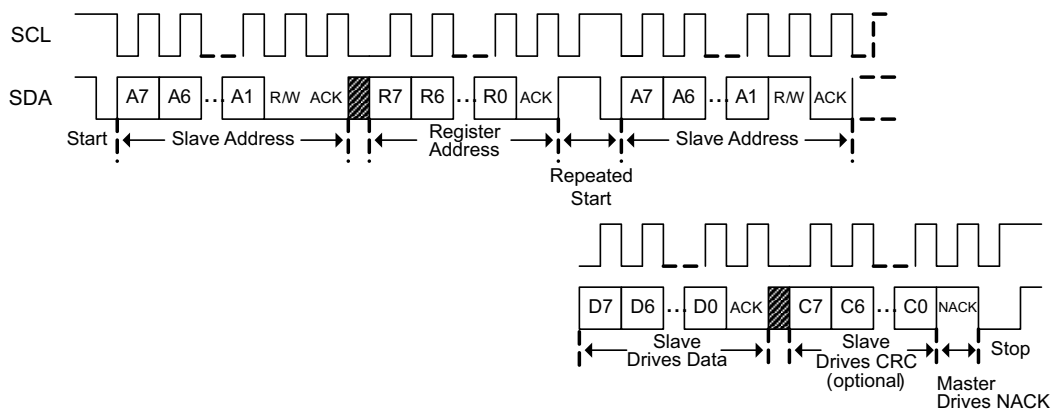 SCL
SDA
A7 A6 ... A1 R/W ACK R7 R6 ... R0 ACK A7 A6 ... A1 R/W ACK
Start
Slave Address
Register
Address
Repeated
Start
Slave Address
D7 D6 ... D0 ACK C7 C6 ... C0 NACK
Slave
Drives Data
Slave
Drives CRC
(optional)
Master
Drives NACK
Stop